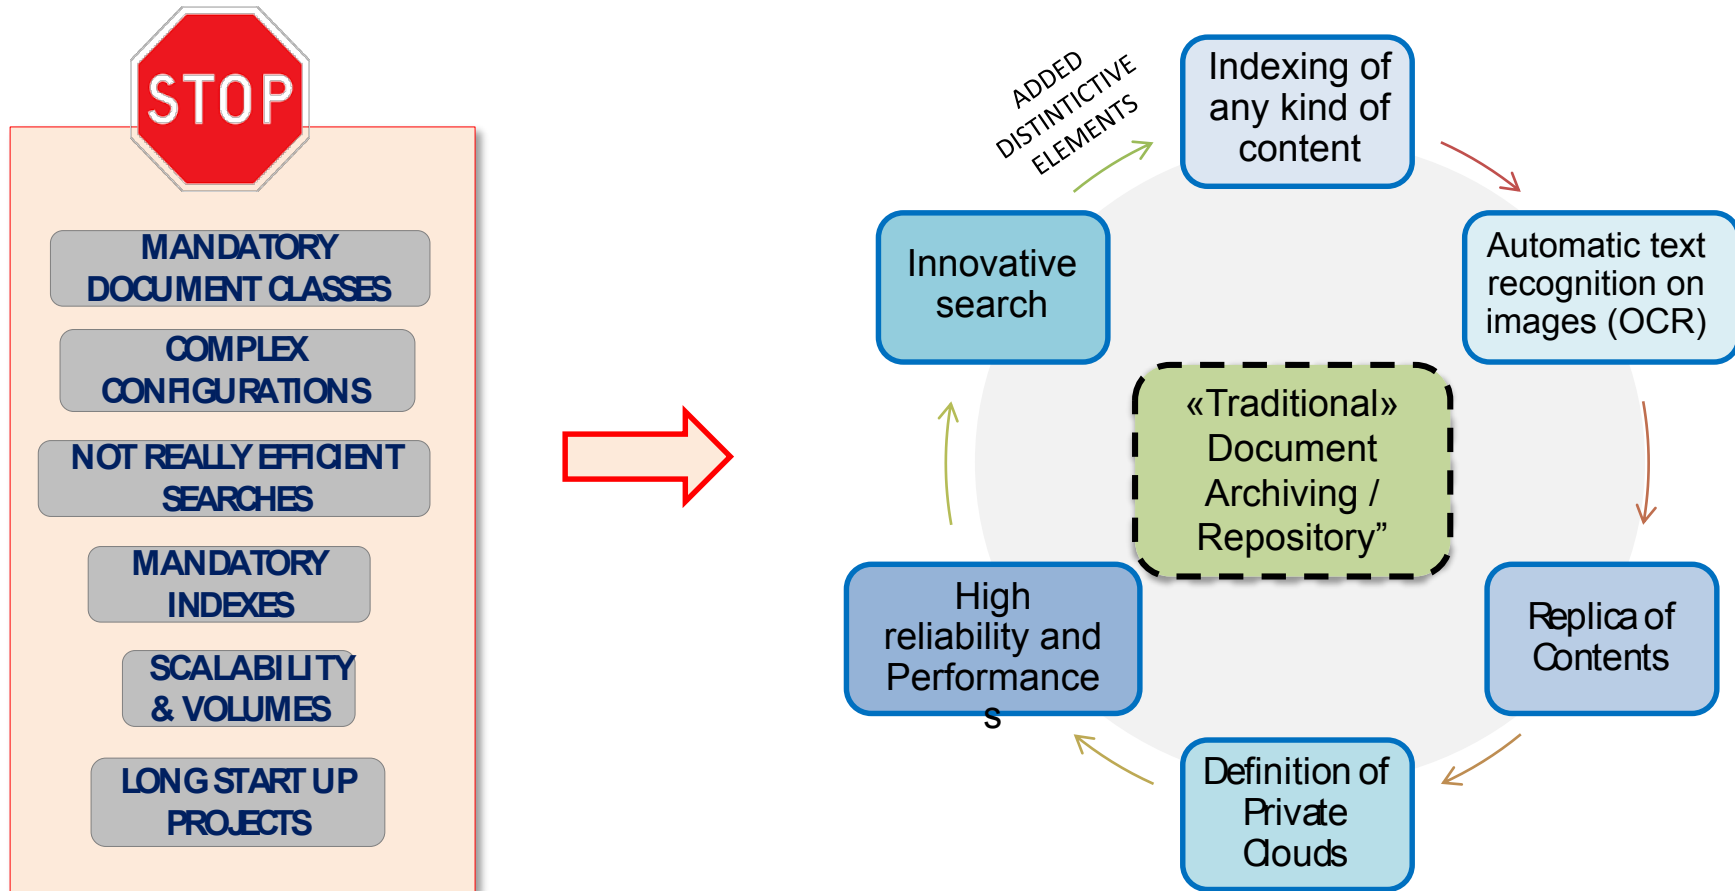 STOP
MANDATORY
DOCUMENT CLASSES
COMPLEX
CONFIGURATIONS
NOT REALLY EFFICIENT
SEARCHES
MANDATORY
INDEXES
SCALABILITY
& VOLUMES
LONG START UP
PROJECTS
ADDED
DISTINTICTIVE
ELEMENTS
Indexing of
any kind of
content
Automatic text
recognition on
images (OCR)
Replica of
Contents
Definition of
Private
Clouds
High
reliability and
Performance
s
Innovative
search
«Traditional»
Document
Archiving /
Repository”